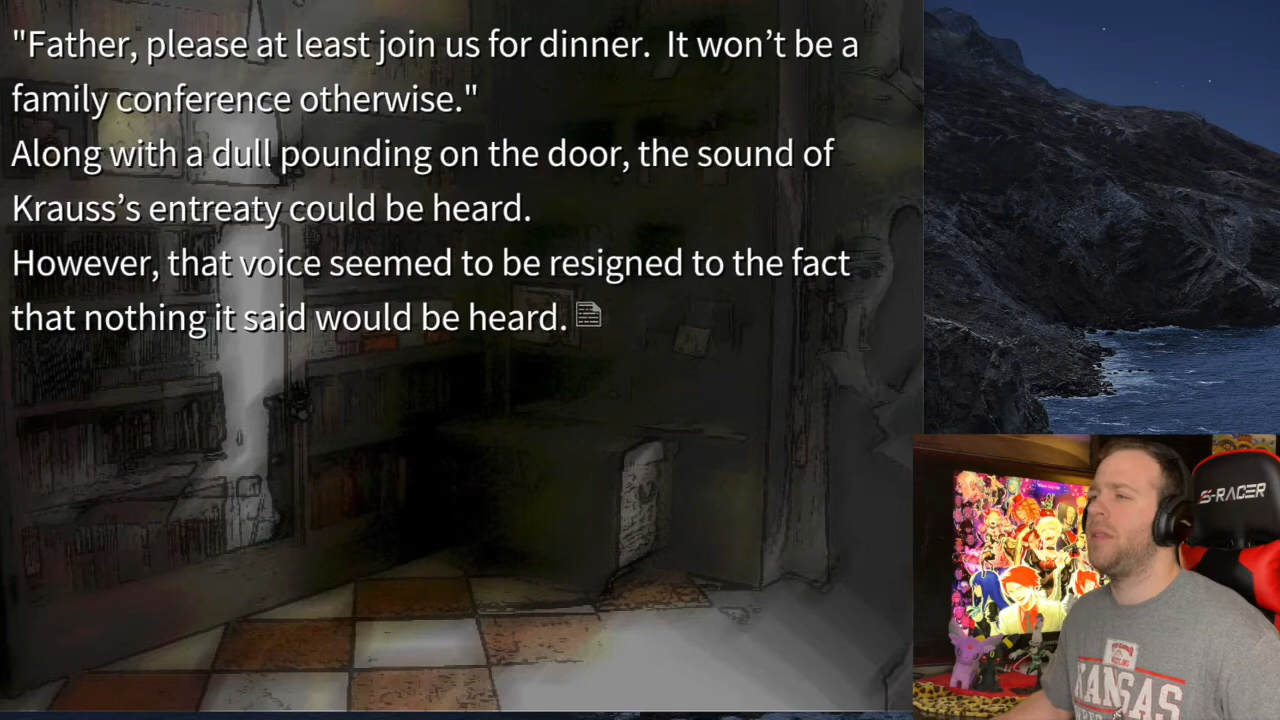 "Father, please at least join us for dinner.  It won't be a
family conference otherwise."
Along with a dull pounding on the door, the sound of
Krauss's entreaty could be heard.
However, that voice seemed to be resigned to the fact
that nothing it said would be heard.
S-RACER
KANSAS